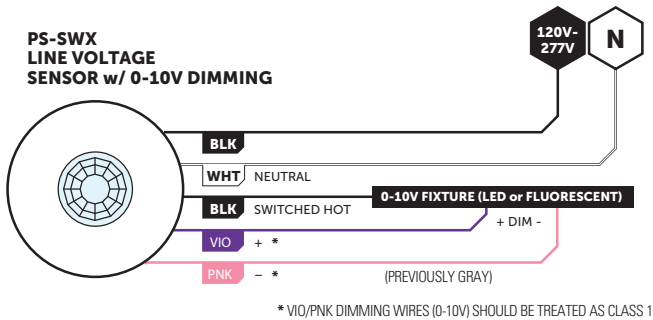 PS-SWX
LINE VOLTAGE
SENSOR w/ 0-10V DIMMING
120V-
277V
N
BLK
WHT NEUTRAL
BLK SWITCHED HOT
0-10V FIXTURE (LED or FLUORESCENT)
+ DIM -
VIO + *
PNK – * (PREVIOUSLY GRAY)
* VIO/PNK DIMMING WIRES (0-10V) SHOULD BE TREATED AS CLASS 1